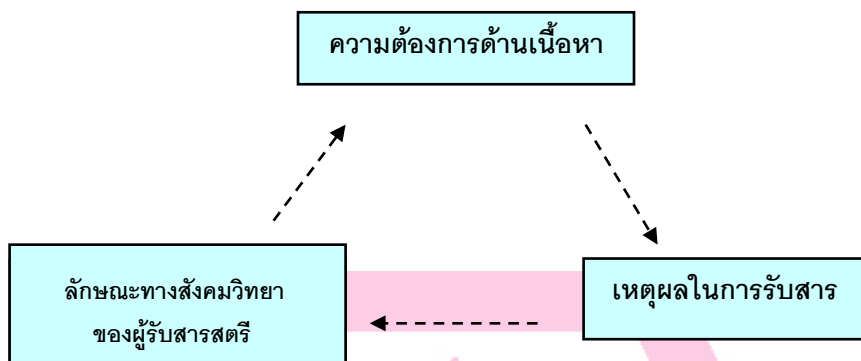 ความต้องการด้านเนื้อหา
ลักษณะทางสังคมวิทยา
ของผู้รับสารสตรี
เหตุผลในการรับสาร